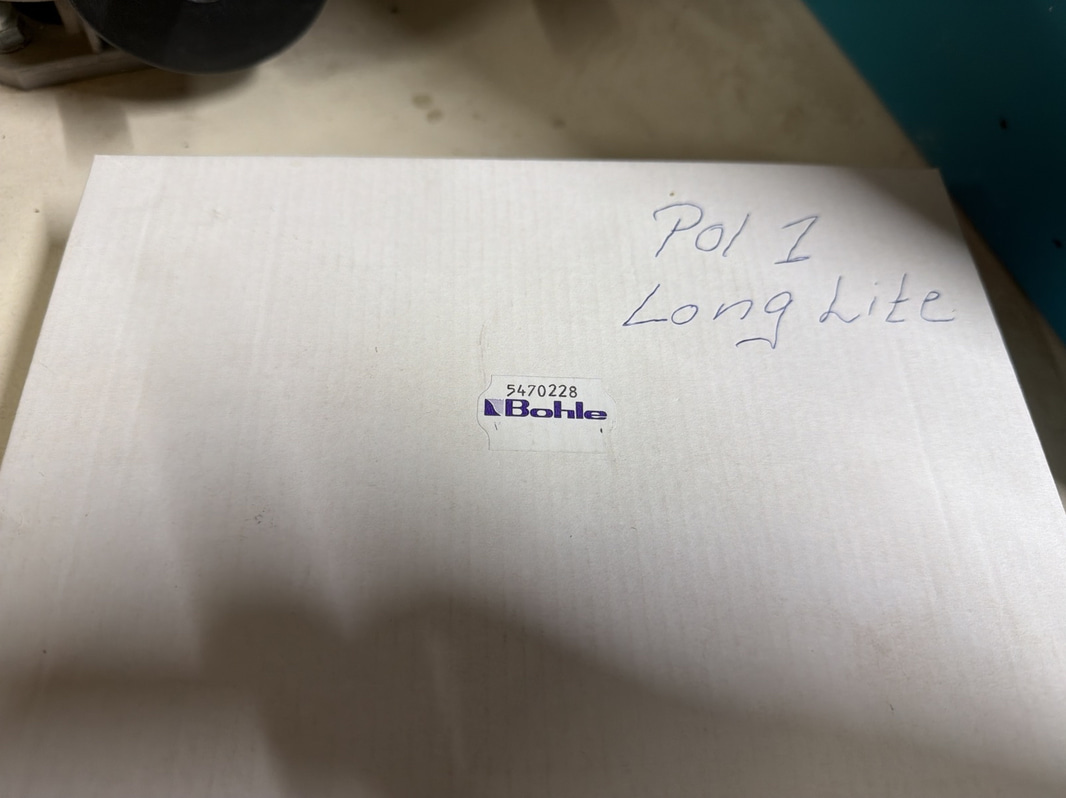 Pol 1
Long Lite
5470228
Bohle